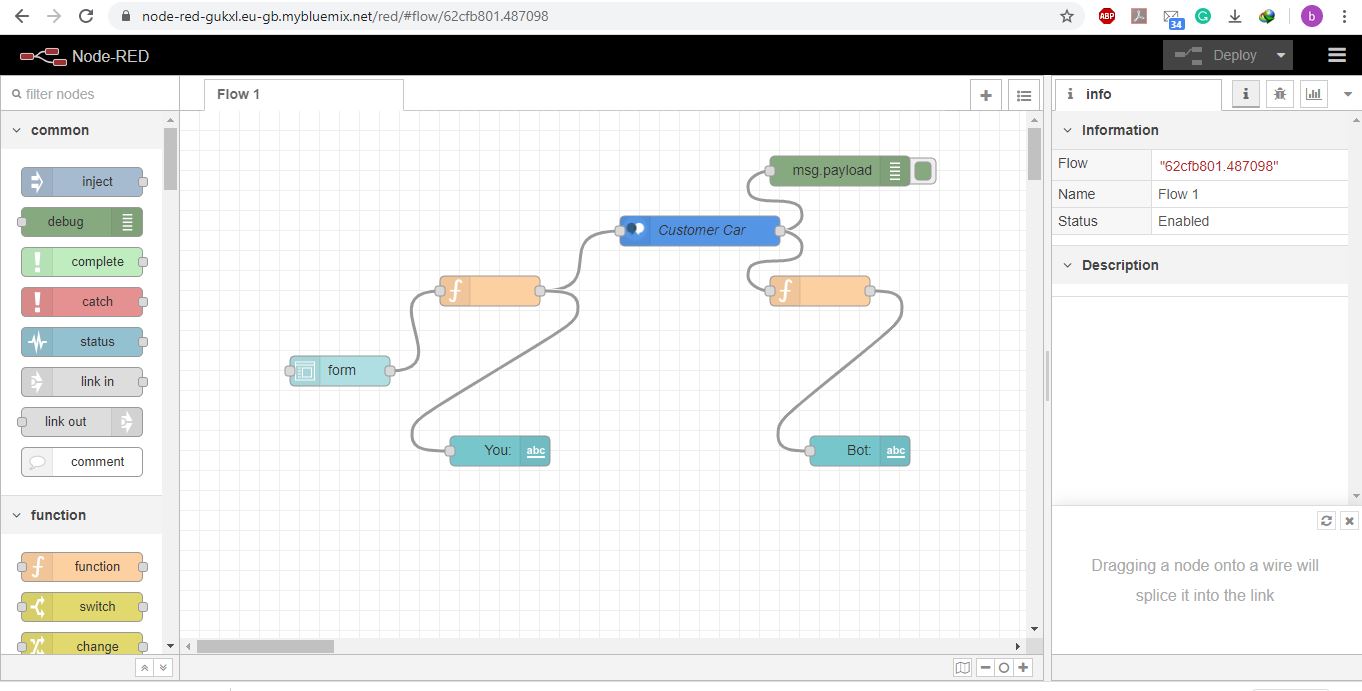 node-red-gukxl.eu-gb.mybluemix.net/red/#flow/62cfb801.487098
ABP
34
G
b
Node-RED
Deploy
filter nodes
Flow 1
i info
i
common
Information
inject
Flow
"62cfb801.487098"
msg.payload
Name
Flow 1
debug
Status
Enabled
Customer Car
complete
Description
catch
f
f
status
form
link in
link out
You:
abc
Bot:
abc
comment
function
f function
Dragging a node onto a wire will
splice it into the link
switch
change